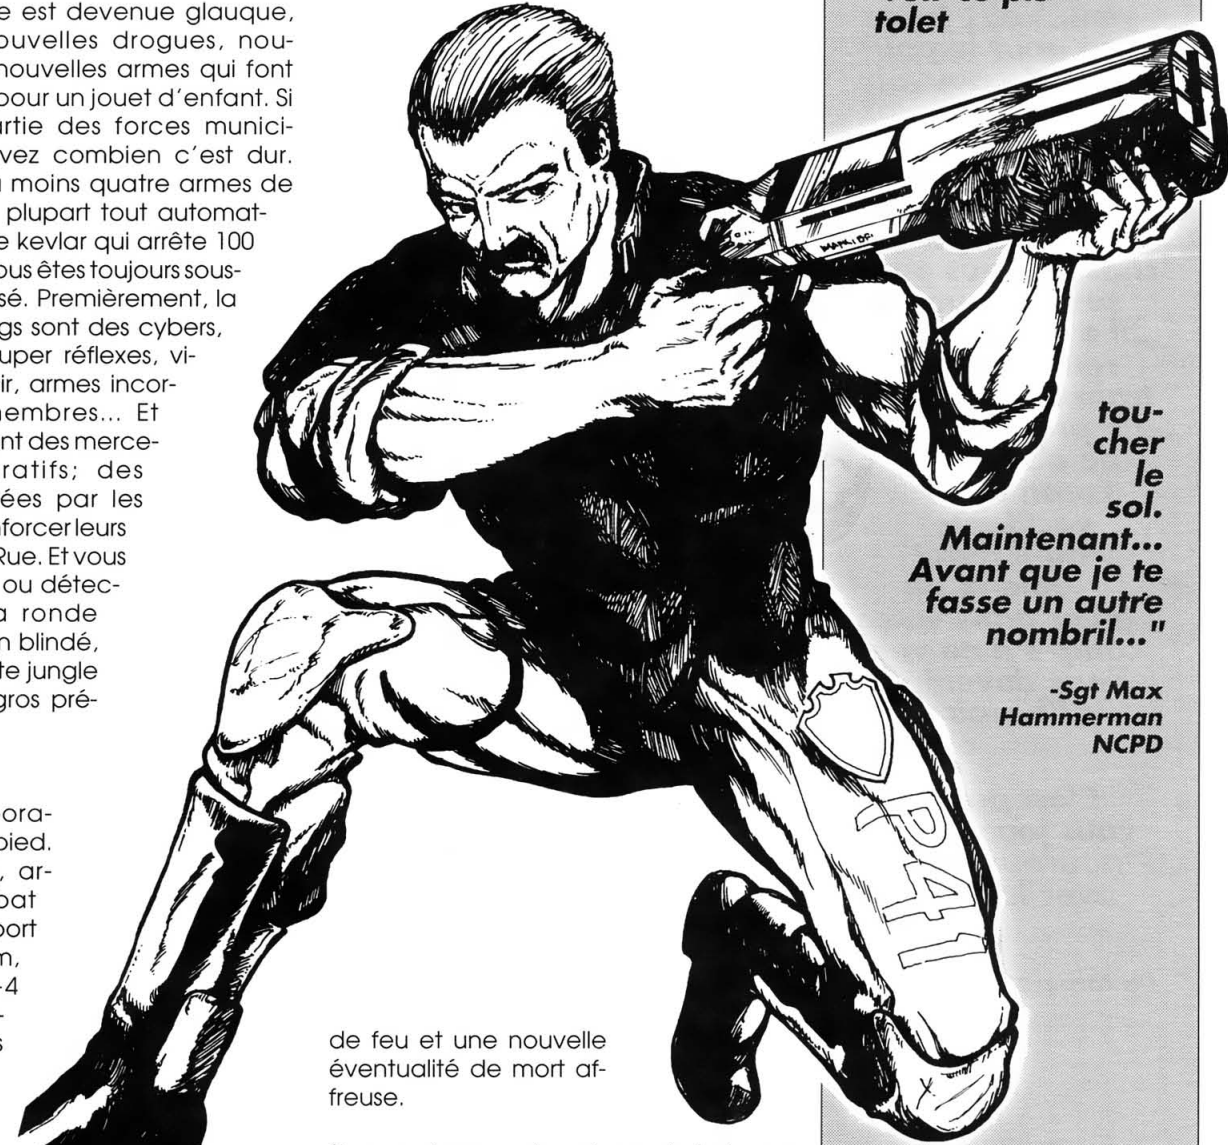 e est devenue glauque,
ouvelles drogues, nou-
nouvelles armes qui font
pour un jouet d'enfant. Si
artie des forces munici-
vez combien c'est dur.
u moins quatre armes de
plupart tout automat-
e kevlar qui arrête 100
ous êtes toujours sous-
sé. Premièrement, la
gs sont des cybers,
uper réflexes, vi-
ir, armes incor-
membres... Et
nt des merce-
ratifs; des
ées par les
nforcer leurs
Rue. Et vous
ou détec-
a ronde
n blindé,
te jungle
gros pré-
ora-
pied.
, ar-
bat
port
m,
-4
-
s
de feu et une nouvelle
éventualité de mort af-
freuse.
tolet
tou-
cher
le
sol.
Maintenant...
Avant que je te
fasse un autre
nombril..."
-Sgt Max
Hammerman
NCPD
P41